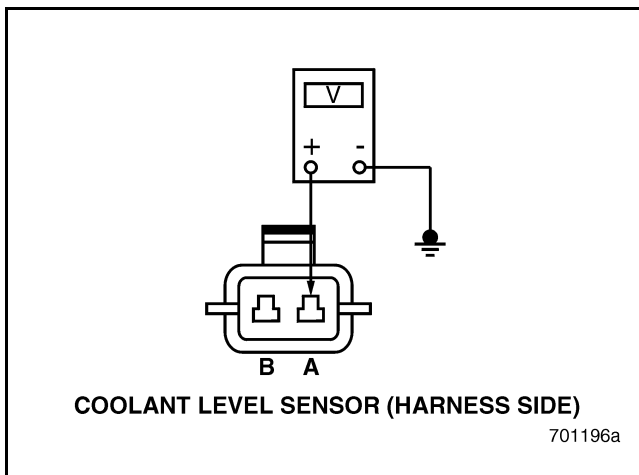 V
+ -
B A
COOLANT LEVEL SENSOR (HARNESS SIDE)
701196a